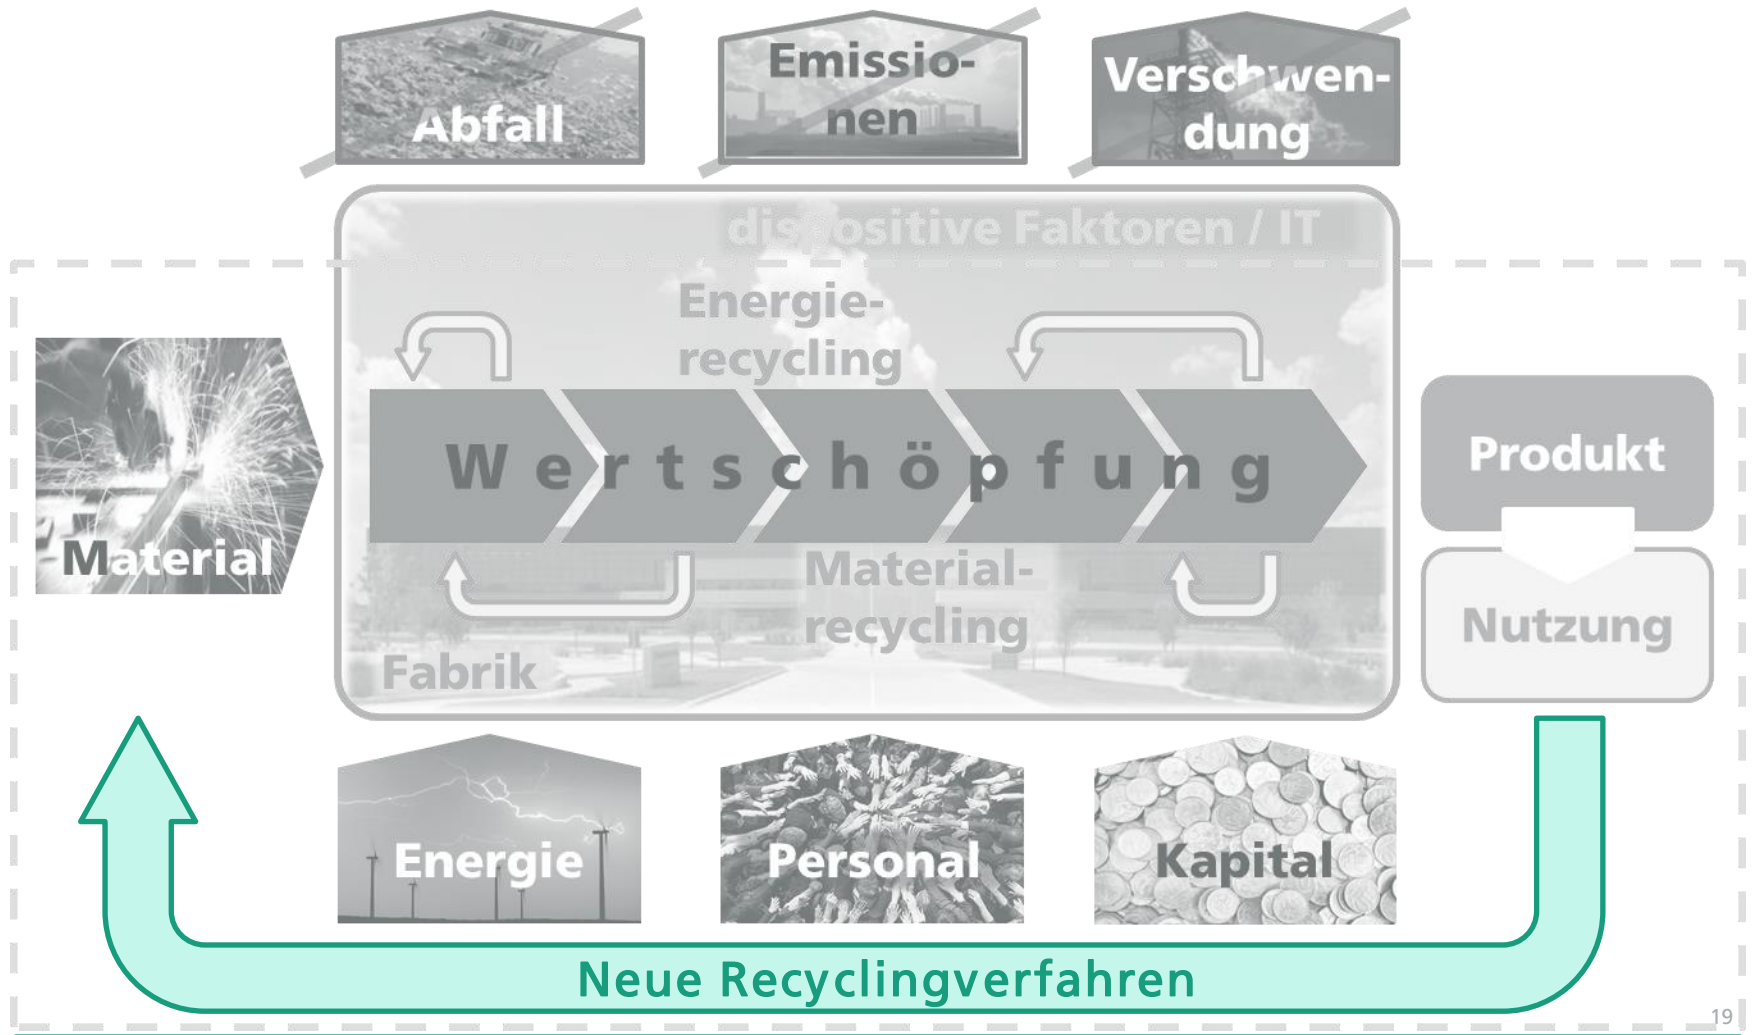 Abfall
Emissio-
nen
Verschwen-
dung
dispositive Faktoren / IT
Energie-
recycling
Material
Wertschöpfung
Produkt
Material-
recycling
Nutzung
Fabrik
Energie
Personal
Kapital
Neue Recyclingverfahren
19